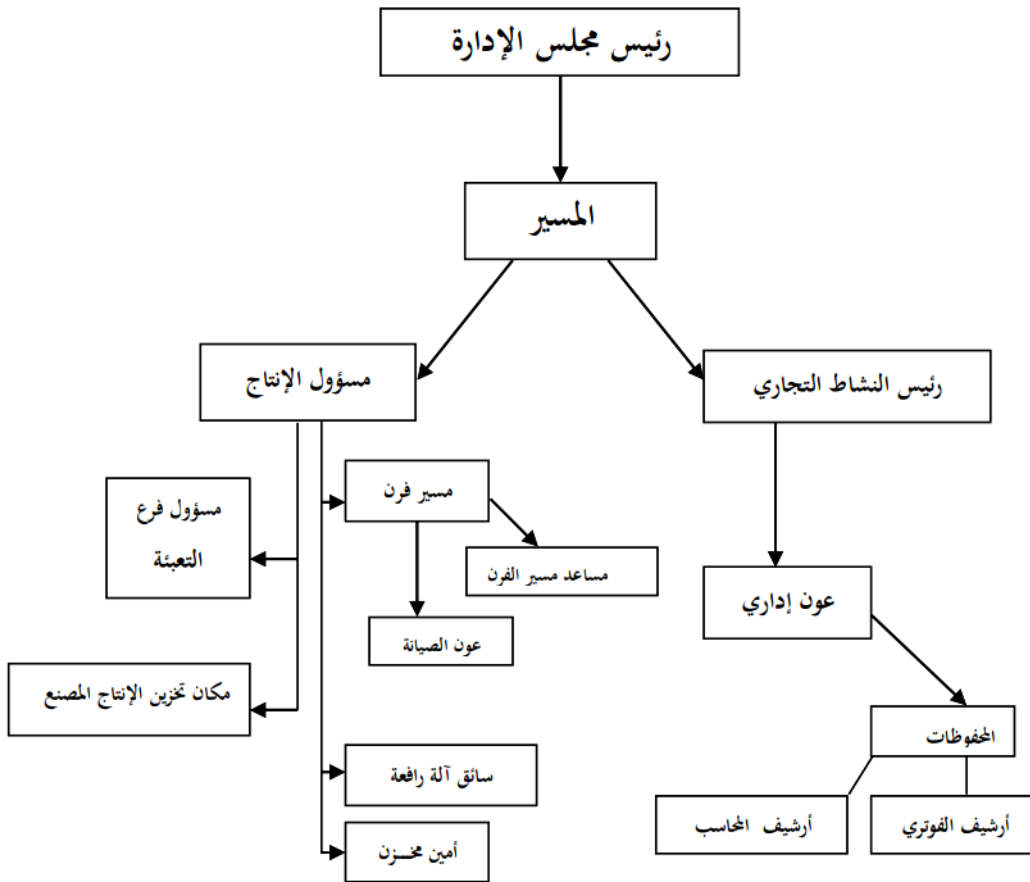 رئيس مجلس الإدارة
المسير
رئيس النشاط التجاري
مسؤول الإنتاج
مسير فرن
مسؤول فرع
التعبئة
مساعد مسير الفرن
عون إداري
عون الصيانة
مكان تخزين الإنتاج المصنع
المحفوظات
سائق آلة رافعة
أرشيف الفوتري
أرشيف المحاسب
أمين مخــزن